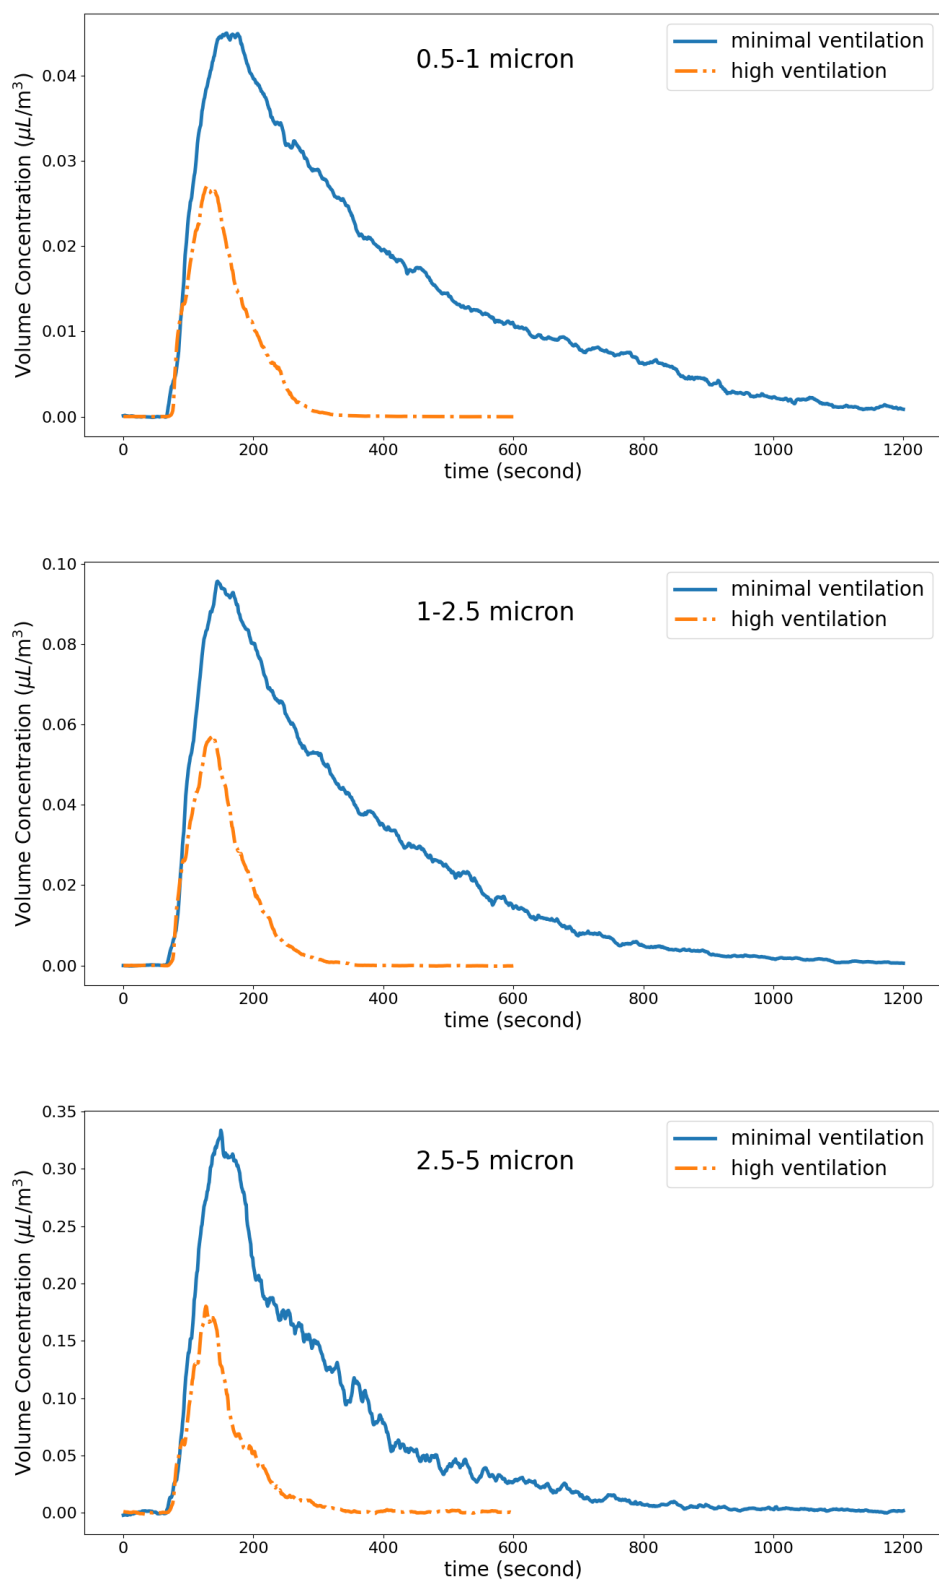 0.5-1 micron
minimal ventilation
high ventilation
Volume Concentration (μL/m³)
0.04
0.03
0.02
0.01
0.00
0 200 400 600 800 1000 1200
time (second)
1-2.5 micron
minimal ventilation
high ventilation
Volume Concentration (μL/m³)
0.10
0.08
0.06
0.04
0.02
0.00
0 200 400 600 800 1000 1200
time (second)
2.5-5 micron
minimal ventilation
high ventilation
Volume Concentration (μL/m³)
0.35
0.30
0.25
0.20
0.15
0.10
0.05
0.00
0 200 400 600 800 1000 1200
time (second)